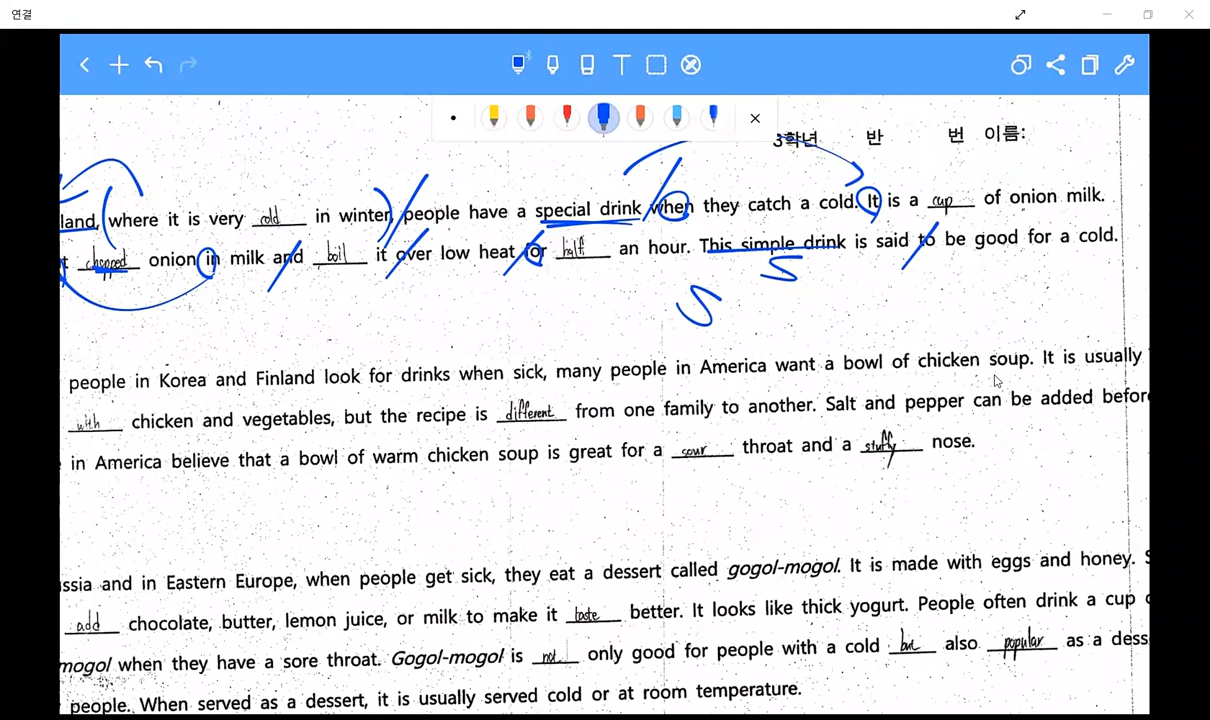 연결
3학년 반 번 이름:
land, where it is very cold in winter, people have a special drink when they catch a cold. It is a cup of onion milk.
chopped onion in milk and boil it over low heat for half an hour. This simple drink is said to be good for a cold.
people in Korea and Finland look for drinks when sick, many people in America want a bowl of chicken soup. It is usually
with chicken and vegetables, but the recipe is different from one family to another. Salt and pepper can be added before
in America believe that a bowl of warm chicken soup is great for a sour throat and a stuffy nose.
ssia and in Eastern Europe, when people get sick, they eat a dessert called gogol-mogol. It is made with eggs and honey. S
add chocolate, butter, lemon juice, or milk to make it taste better. It looks like thick yogurt. People often drink a cup
mogol when they have a sore throat. Gogol-mogol is not only good for people with a cold but also popular as a dess
people. When served as a dessert, it is usually served cold or at room temperature.